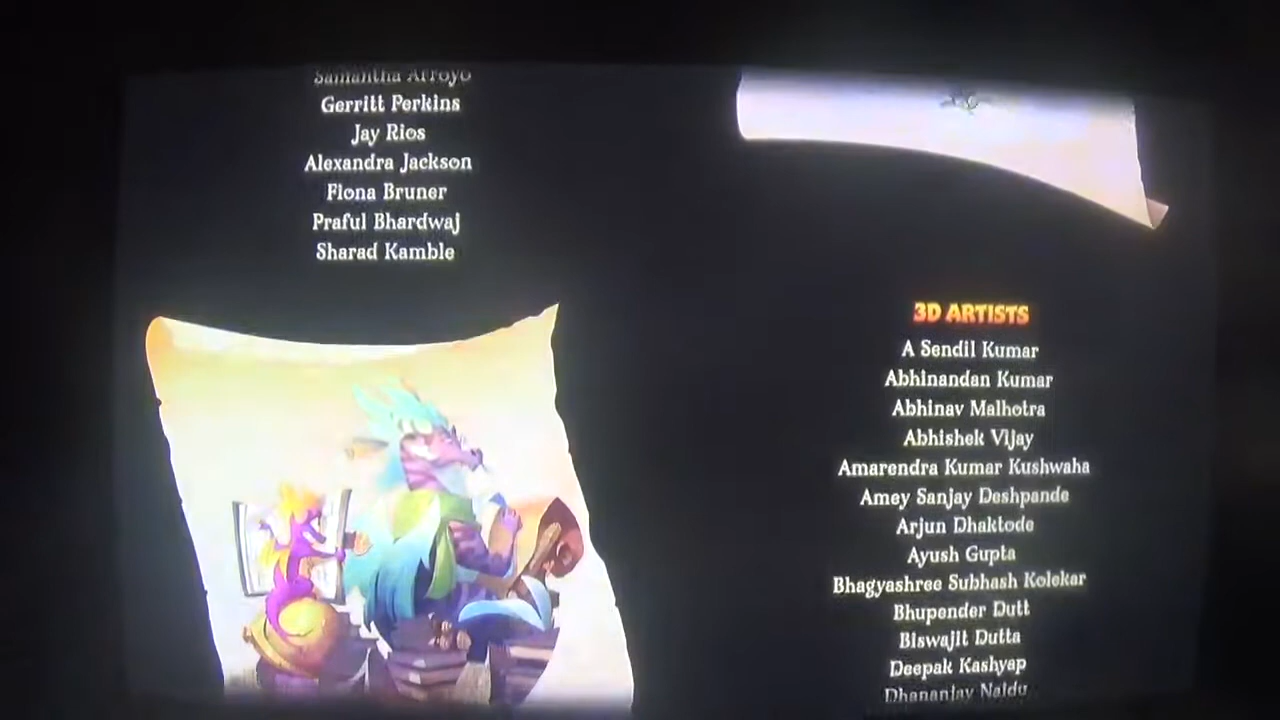 Samantha Arroyo
Gerritt Perkins
Jay Rios
Alexandra Jackson
Fiona Bruner
Praful Bhardwaj
Sharad Kamble
3D ARTISTS
A Sendil Kumar
Abhinandan Kumar
Abhinav Malhotra
Abhishek Vijay
Amarendra Kumar Kushwaha
Amey Sanjay Deshpande
Arjun Dhaktode
Ayush Gupta
Bhagyashree Subhash Kolekar
Bhupender Dutt
Biswajit Dutta
Deepak Kashyap
Dhananjay Naidu